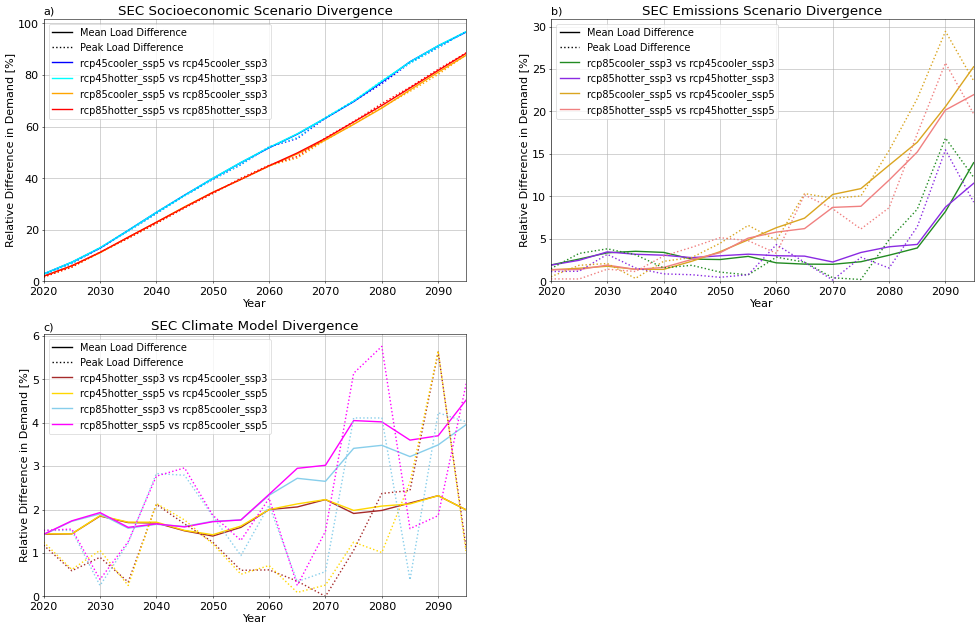 a)
SEC Socioeconomic Scenario Divergence
Relative Difference in Demand [%]
100
80
60
40
20
0
Mean Load Difference
Peak Load Difference
rcp45cooler_ssp5 vs rcp45cooler_ssp3
rcp45hotter_ssp5 vs rcp45hotter_ssp3
rcp85cooler_ssp5 vs rcp85cooler_ssp3
rcp85hotter_ssp5 vs rcp85hotter_ssp3
2020 2030 2040 2050 2060 2070 2080 2090
Year
b)
SEC Emissions Scenario Divergence
Relative Difference in Demand [%]
30
25
20
15
10
5
0
Mean Load Difference
Peak Load Difference
rcp85cooler_ssp3 vs rcp45cooler_ssp3
rcp85hotter_ssp3 vs rcp45hotter_ssp3
rcp85cooler_ssp5 vs rcp45cooler_ssp5
rcp85hotter_ssp5 vs rcp45hotter_ssp5
2020 2030 2040 2050 2060 2070 2080 2090
Year
c)
SEC Climate Model Divergence
Relative Difference in Demand [%]
6
5
4
3
2
1
0
Mean Load Difference
Peak Load Difference
rcp45hotter_ssp3 vs rcp45cooler_ssp3
rcp45hotter_ssp5 vs rcp45cooler_ssp5
rcp85hotter_ssp3 vs rcp85cooler_ssp3
rcp85hotter_ssp5 vs rcp85cooler_ssp5
2020 2030 2040 2050 2060 2070 2080 2090
Year